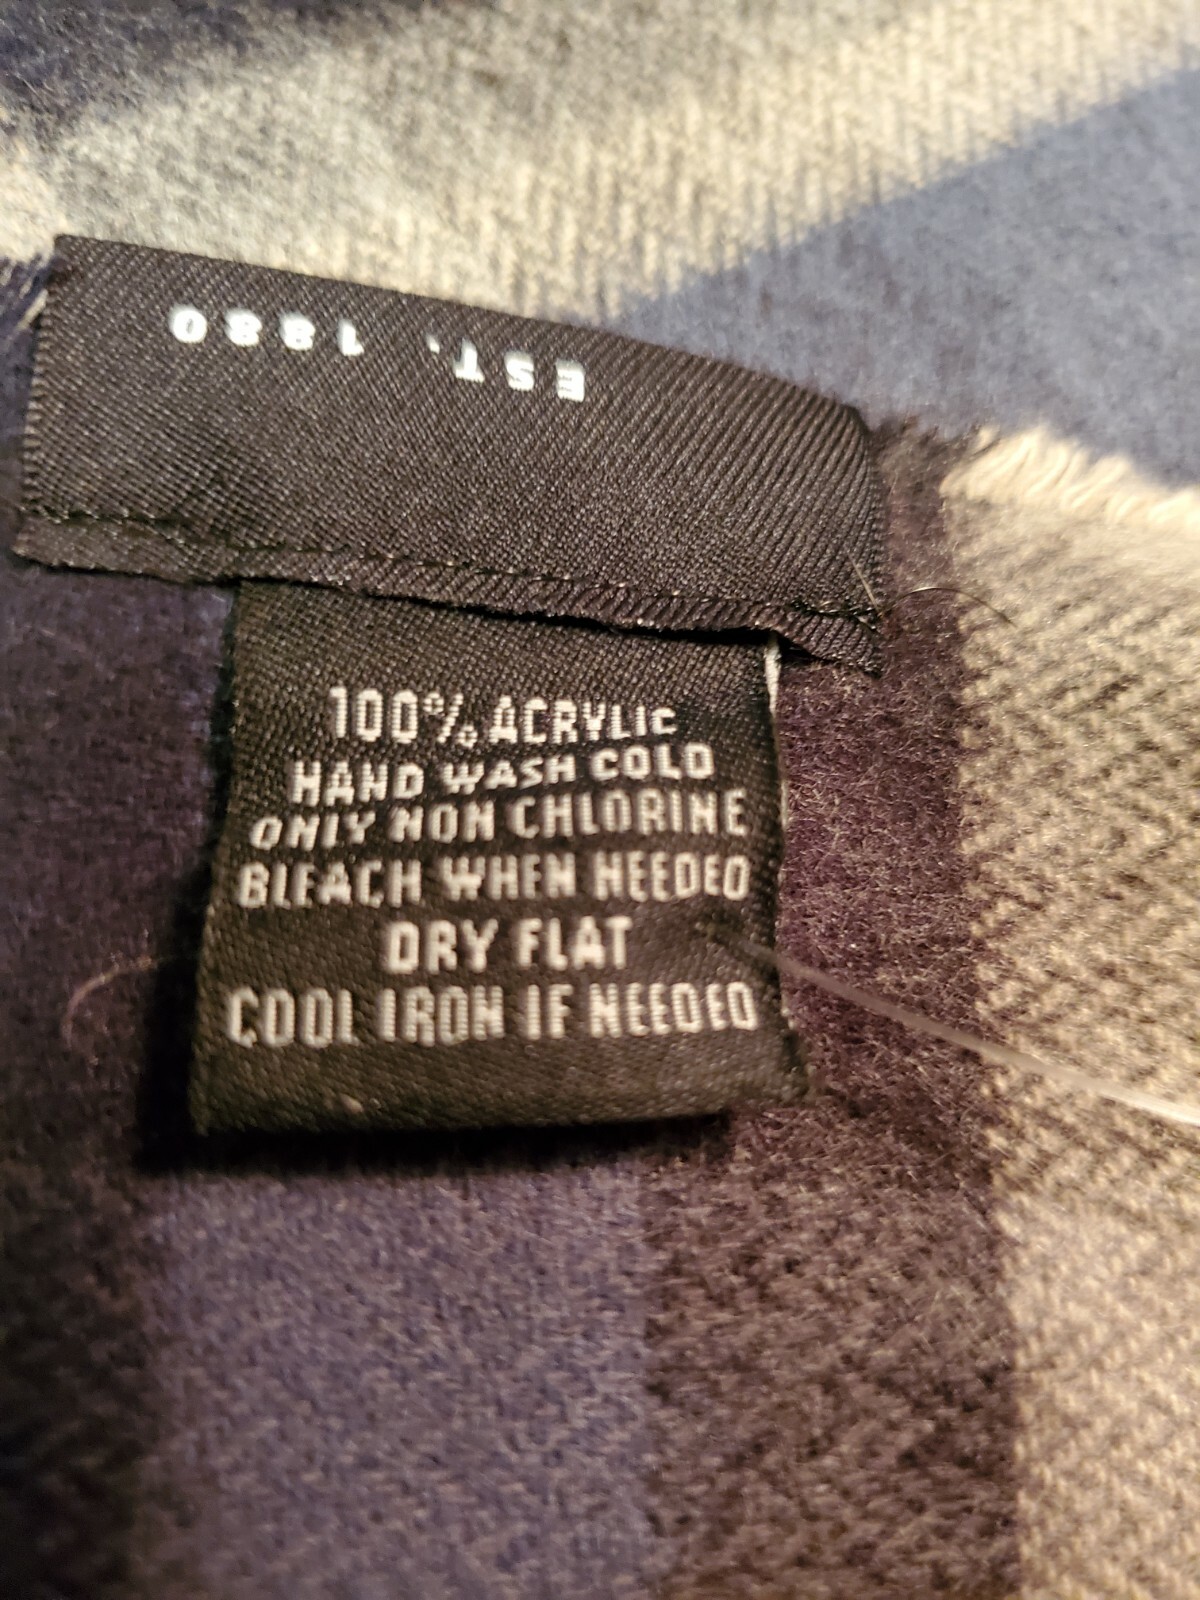 EST. 1880
100% ACRYLIC
HAND WASH COLD
ONLY NON CHLORINE
BLEACH WHEN NEEDED
DRY FLAT
COOL IRON IF NEEDED